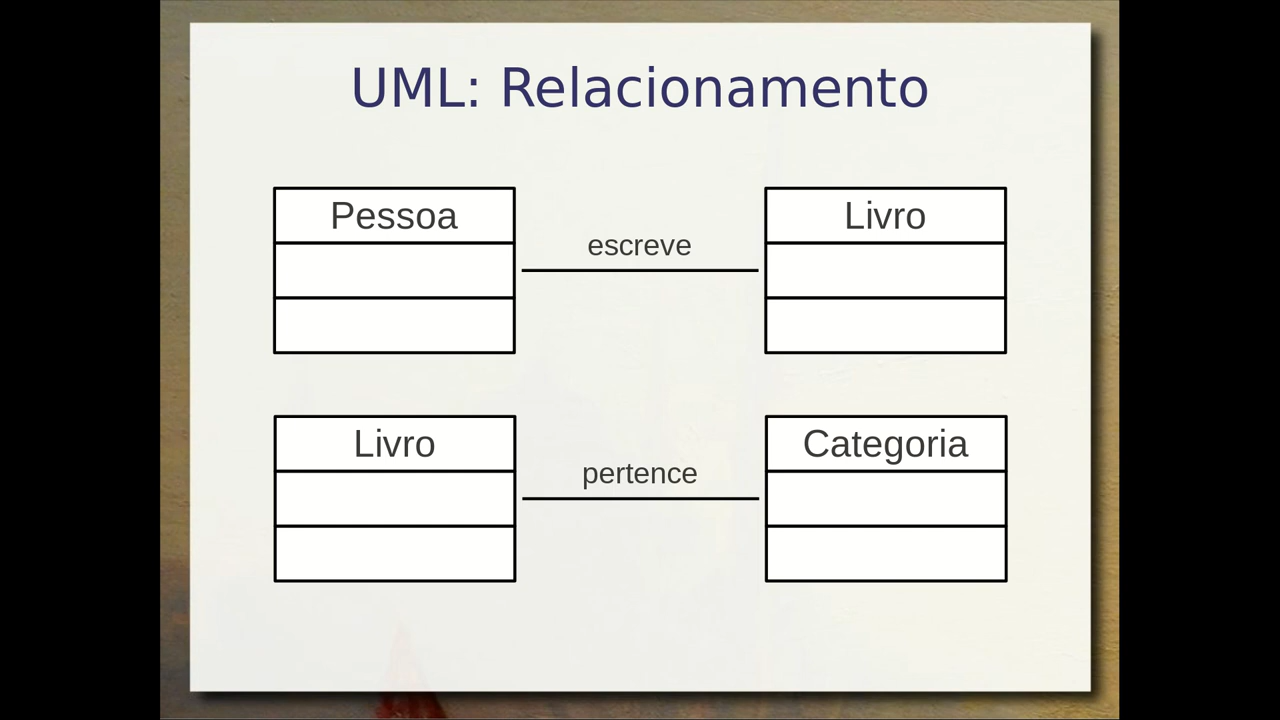 UML: Relacionamento
Pessoa
escreve
Livro
Livro
pertence
Categoria